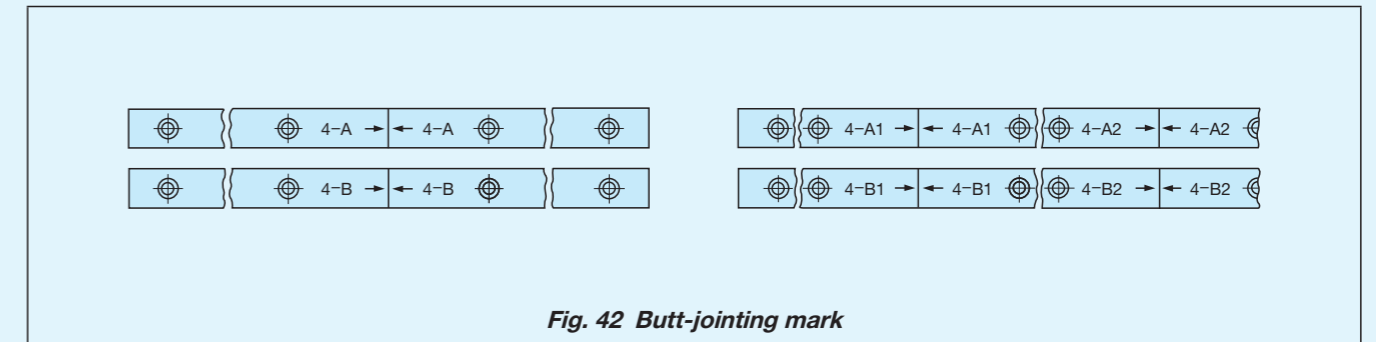 4-A → ← 4-A
4-B → ← 4-B
4-A1 → ← 4-A1 4-A2 → ← 4-A2
4-B1 → ← 4-B1 4-B2 → ← 4-B2
Fig. 42 Butt-jointing mark